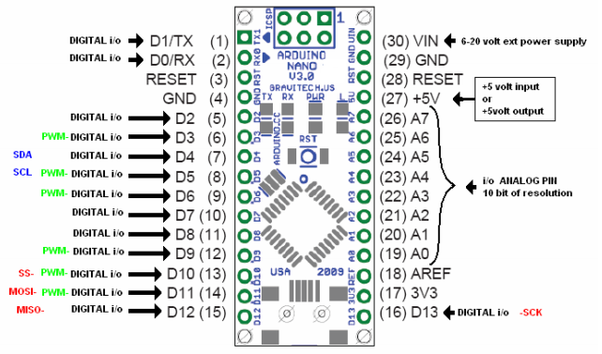 ICSP 1
DIGITAL i/o D1/TX (1) TX1 VIN (30) VIN 6-20 volt ext power supply
DIGITAL i/o D0/RX (2) RX0 ARDUINO GND (29) GND
RESET (3) RST NANO RST (28) RESET
V3.0
GND (4) GND GRAVITECH.US 5V (27) +5V +5 volt input
or
+5volt output
TX RX PWR L
DIGITAL i/o D2 (5) D2 A7 (26) A7
PWM- DIGITAL i/o D3 (6) D3 A6 (25) A6
RST
ARDUINO.CC
SDA DIGITAL i/o D4 (7) D4 A5 (24) A5
SCL PWM- DIGITAL i/o D5 (8) D5 A4 (23) A4 i/o ANALOG PIN
PWM- DIGITAL i/o D6 (9) D6 A3 (22) A3 10 bit of resolution
DIGITAL i/o D7 (10) D7 A2 (21) A2
DIGITAL i/o D8 (11) D8 A1 (20) A1
PWM- DIGITAL i/o D9 (12) D9 A0 (19) A0
SS- PWM- DIGITAL i/o D10 (13) D10 USA 2009 REF (18) AREF
MOSI- PWM- DIGITAL i/o D11 (14) D11 3V3 (17) 3V3
MISO- DIGITAL i/o D12 (15) D12 D13 (16) D13 DIGITAL i/o -SCK